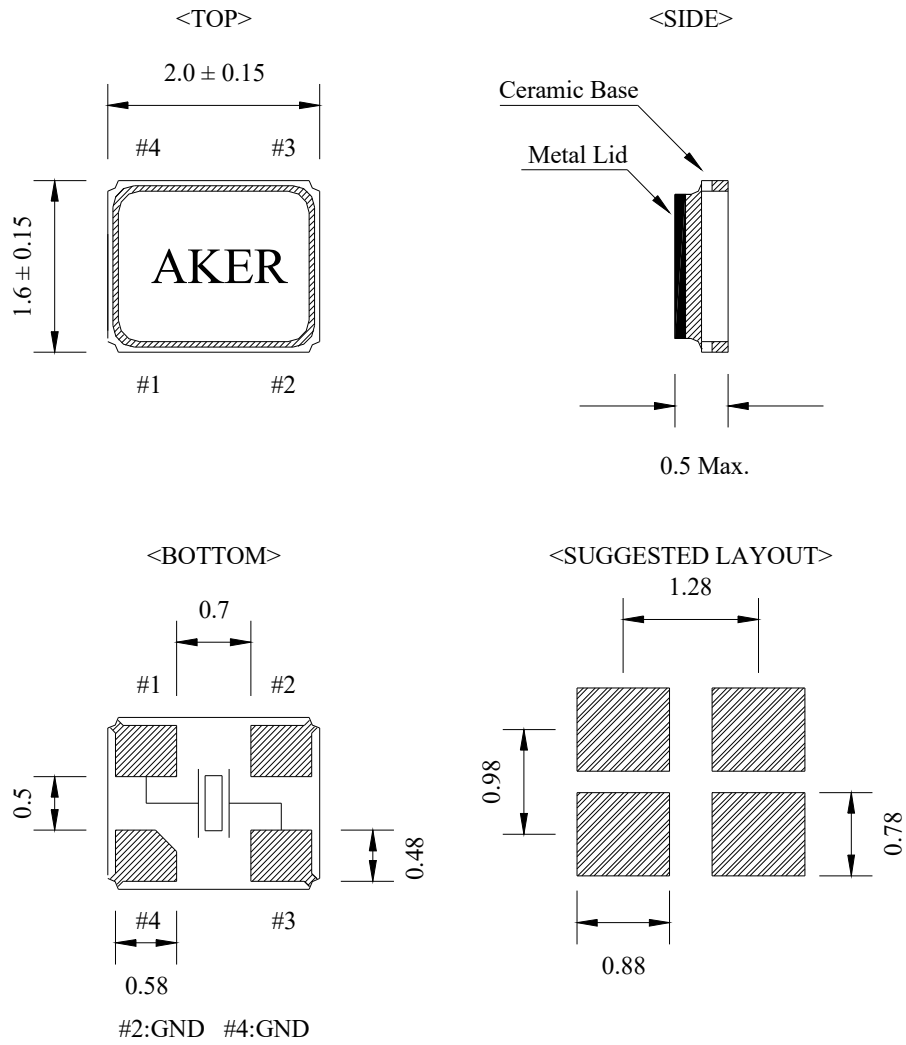 <TOP>
2.0 ± 0.15
#4 #3
1.6 ± 0.15
AKER
#1 #2
<SIDE>
Ceramic Base
Metal Lid
0.5 Max.
<BOTTOM>
0.7
#1 #2
0.5
0.48
#4 #3
0.58
#2:GND #4:GND
<SUGGESTED LAYOUT>
1.28
0.98
0.78
0.88